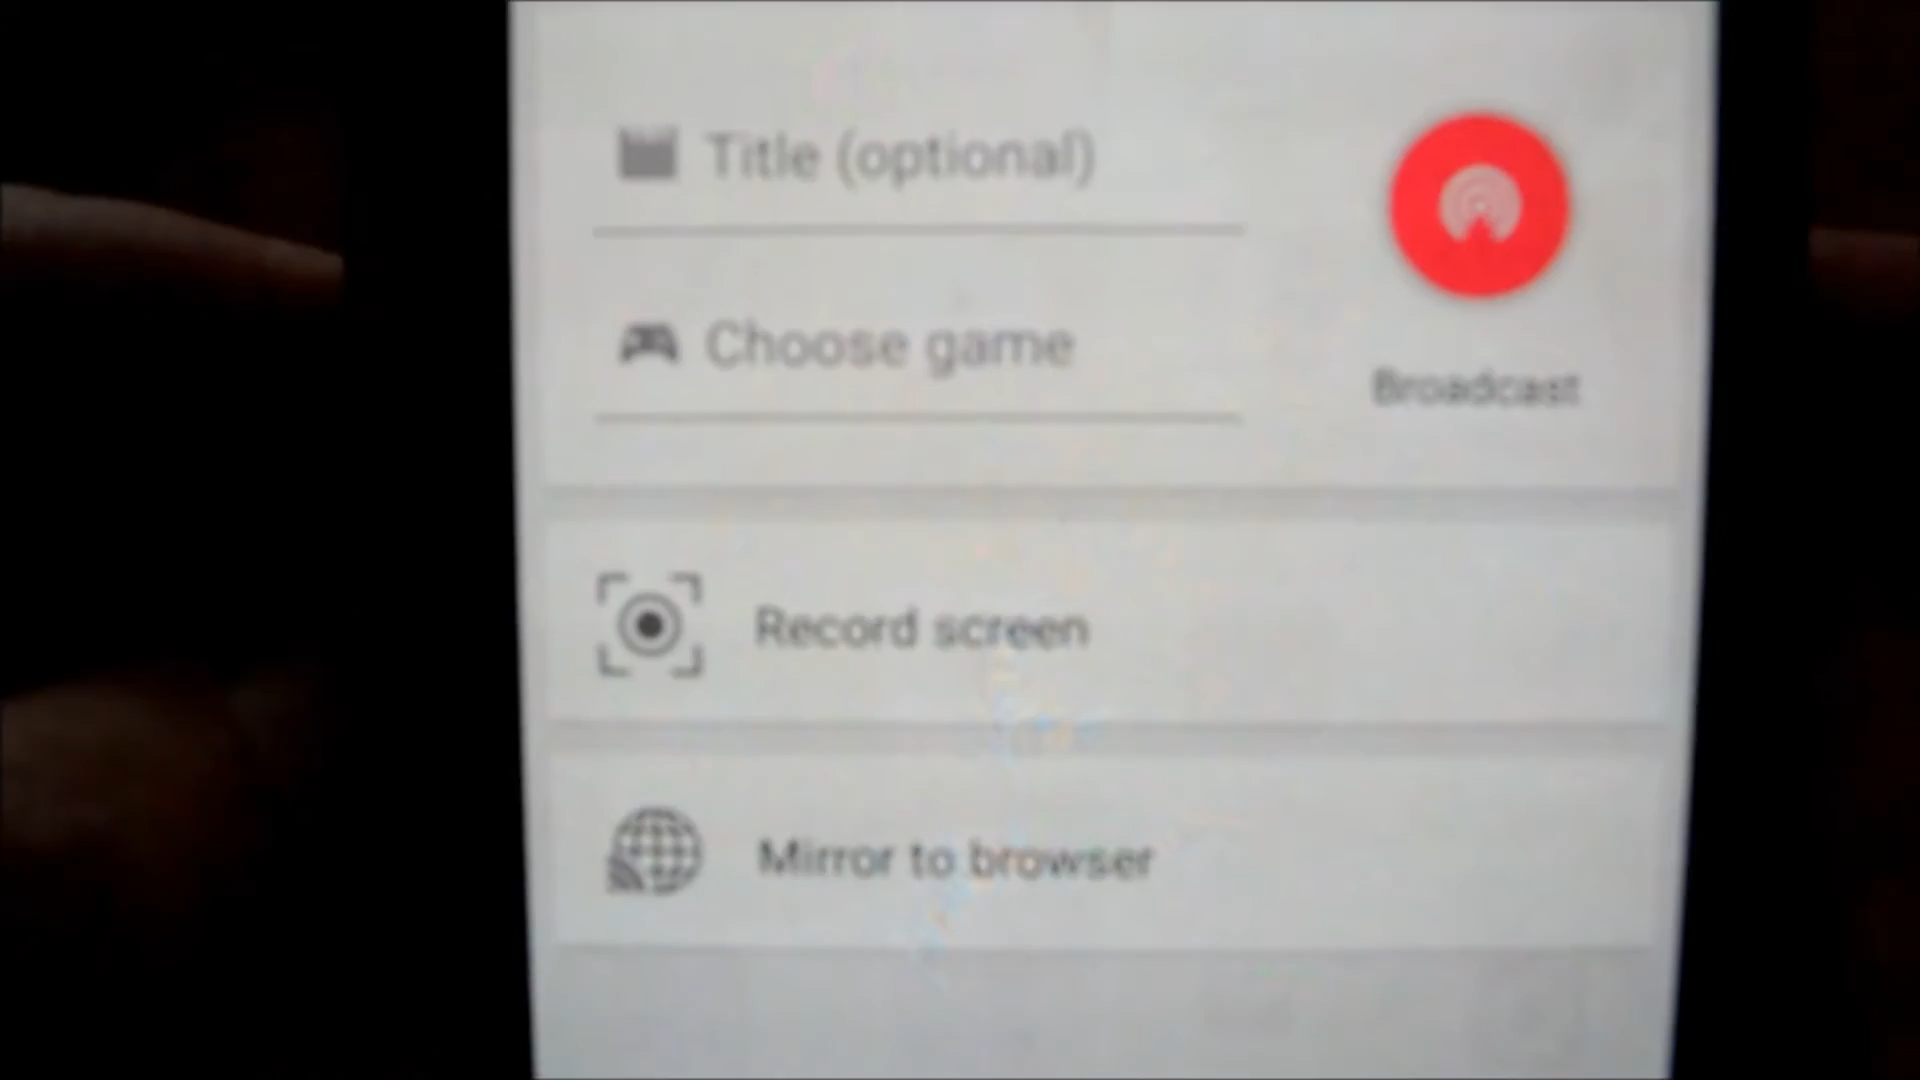 Title (optional)
Choose game
Broadcast
Record screen
Mirror to browser